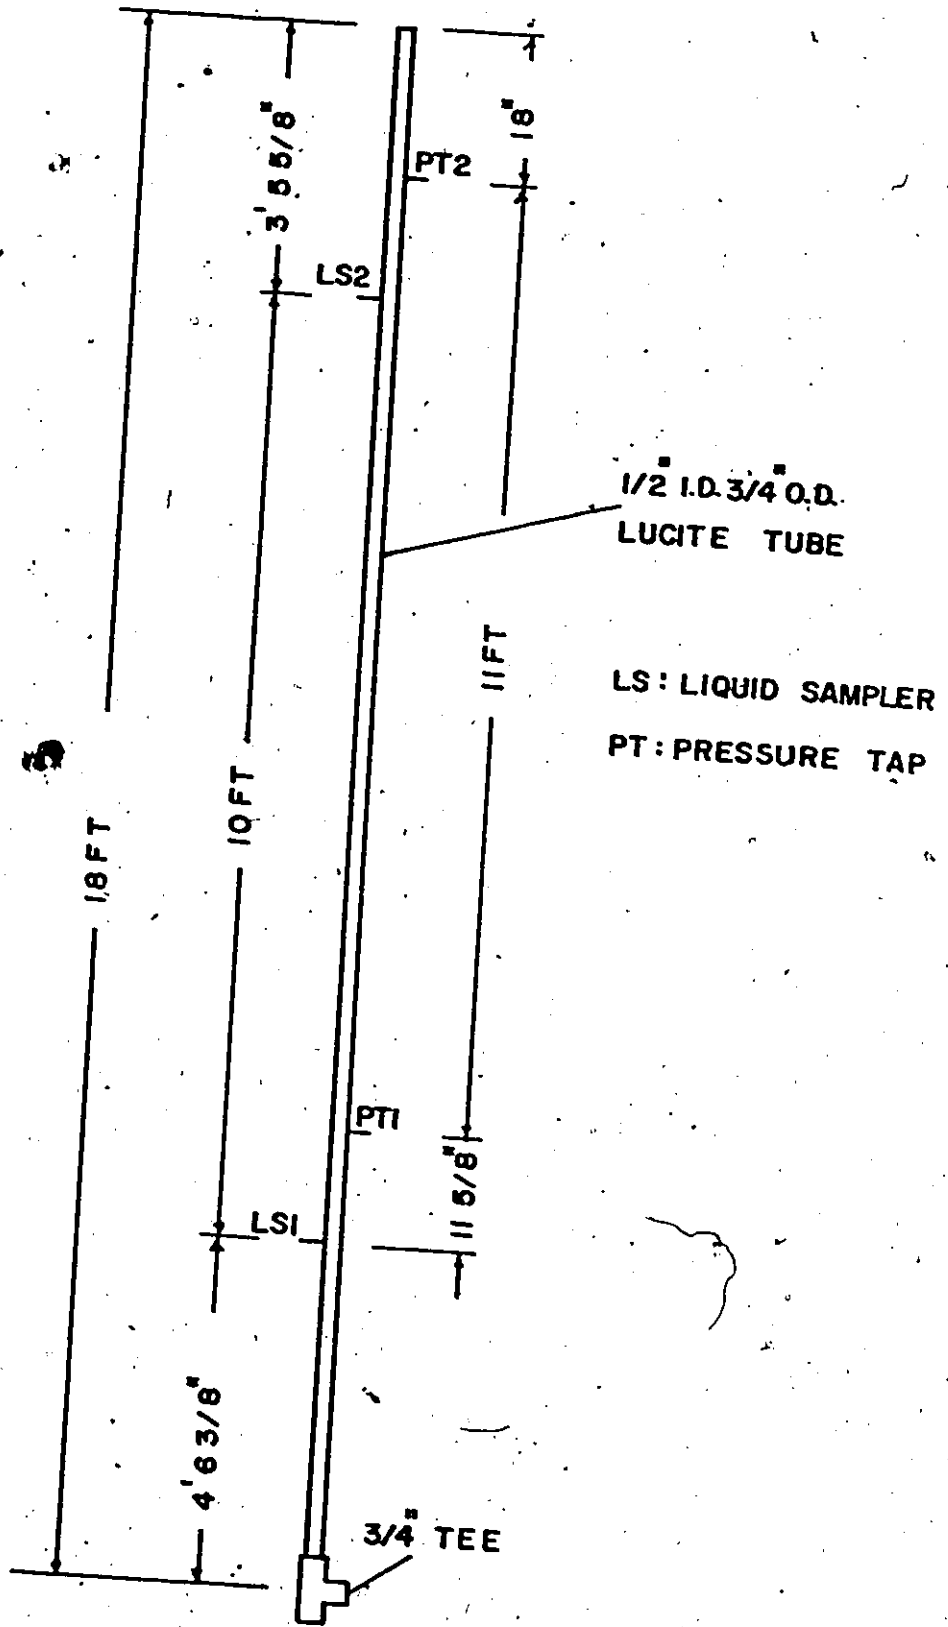 18"
PT2
3' 5 5/8"
LS2
1/2" I.D. 3/4" O.D.
LUCITE TUBE
11 FT
LS : LIQUID SAMPLER
PT : PRESSURE TAP
10 FT
18 FT
PT1
11 5/8"
LS1
4' 6 3/8"
3/4" TEE